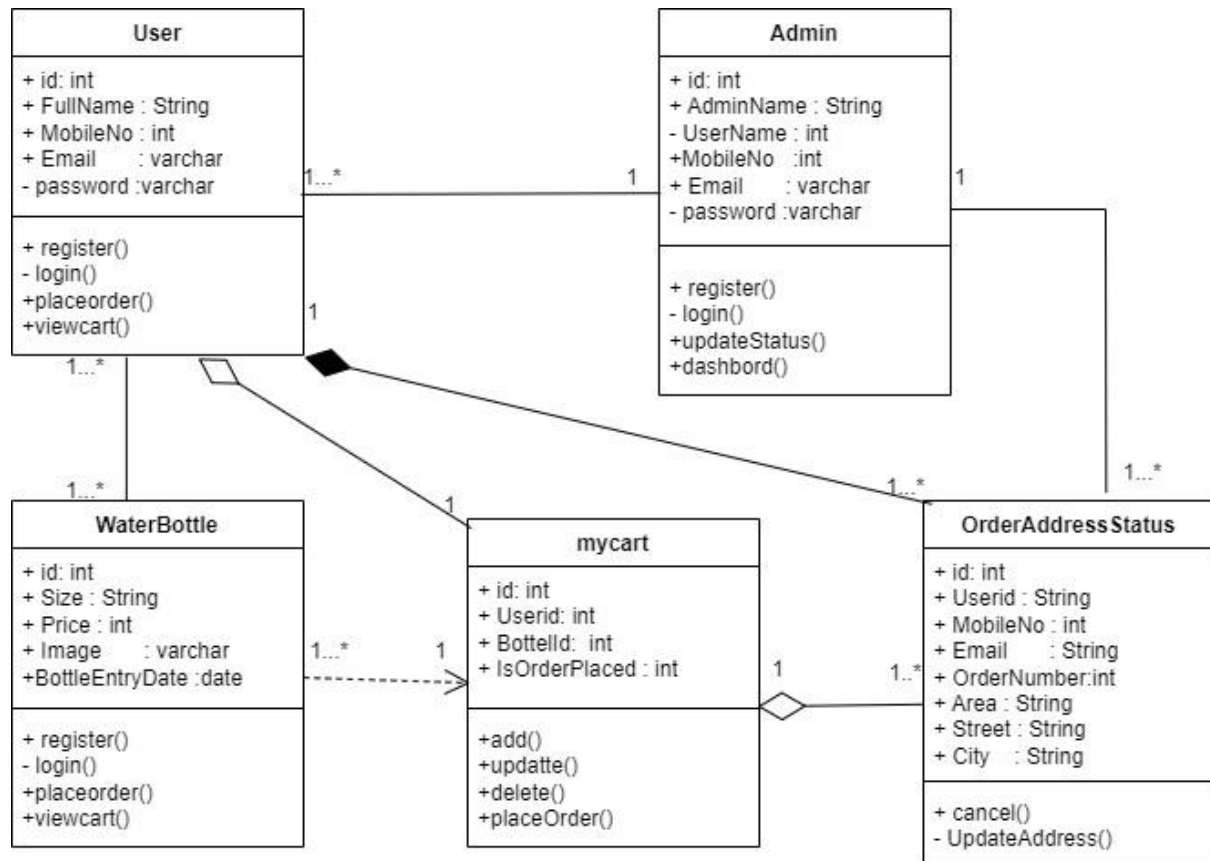 User
+ id: int
+ FullName : String
+ MobileNo : int
+ Email : varchar
- password :varchar
+ register()
- login()
+placeorder()
+viewcart()
Admin
+ id: int
+ AdminName : String
- UserName : int
+MobileNo :int
+ Email : varchar
- password :varchar
+ register()
- login()
+updateStatus()
+dashbord()
1...*
1
1
1...*
1
1...*
1...*
1
1...*
WaterBottle
+ id: int
+ Size : String
+ Price : int
+ Image : varchar
+BottleEntryDate :date
+ register()
- login()
+placeorder()
+viewcart()
1...*
1
mycart
+ id: int
+ Userid: int
+ BottelId: int
+ IsOrderPlaced : int
+add()
+updatte()
+delete()
+placeOrder()
1
1..*
OrderAddressStatus
+ id: int
+ Userid : String
+ MobileNo : int
+ Email : String
+ OrderNumber:int
+ Area : String
+ Street : String
+ City : String
+ cancel()
- UpdateAddress()